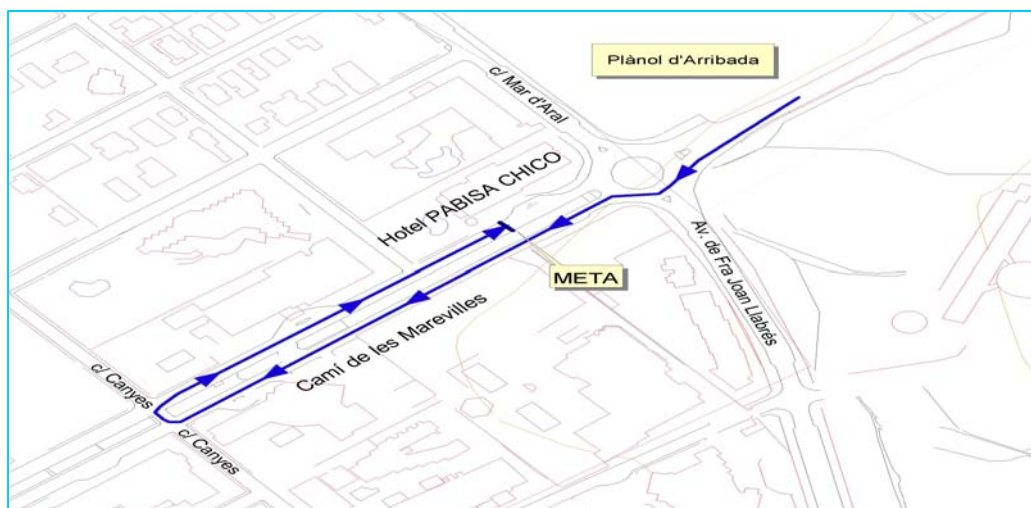 Plànol d'Arribada
c/ Mar d'Aral
Hotel PABISA CHICO
META
Av. de Fra Joan Llabrés
Camí de les Marevilles
c/ Canyes
c/ Canyes